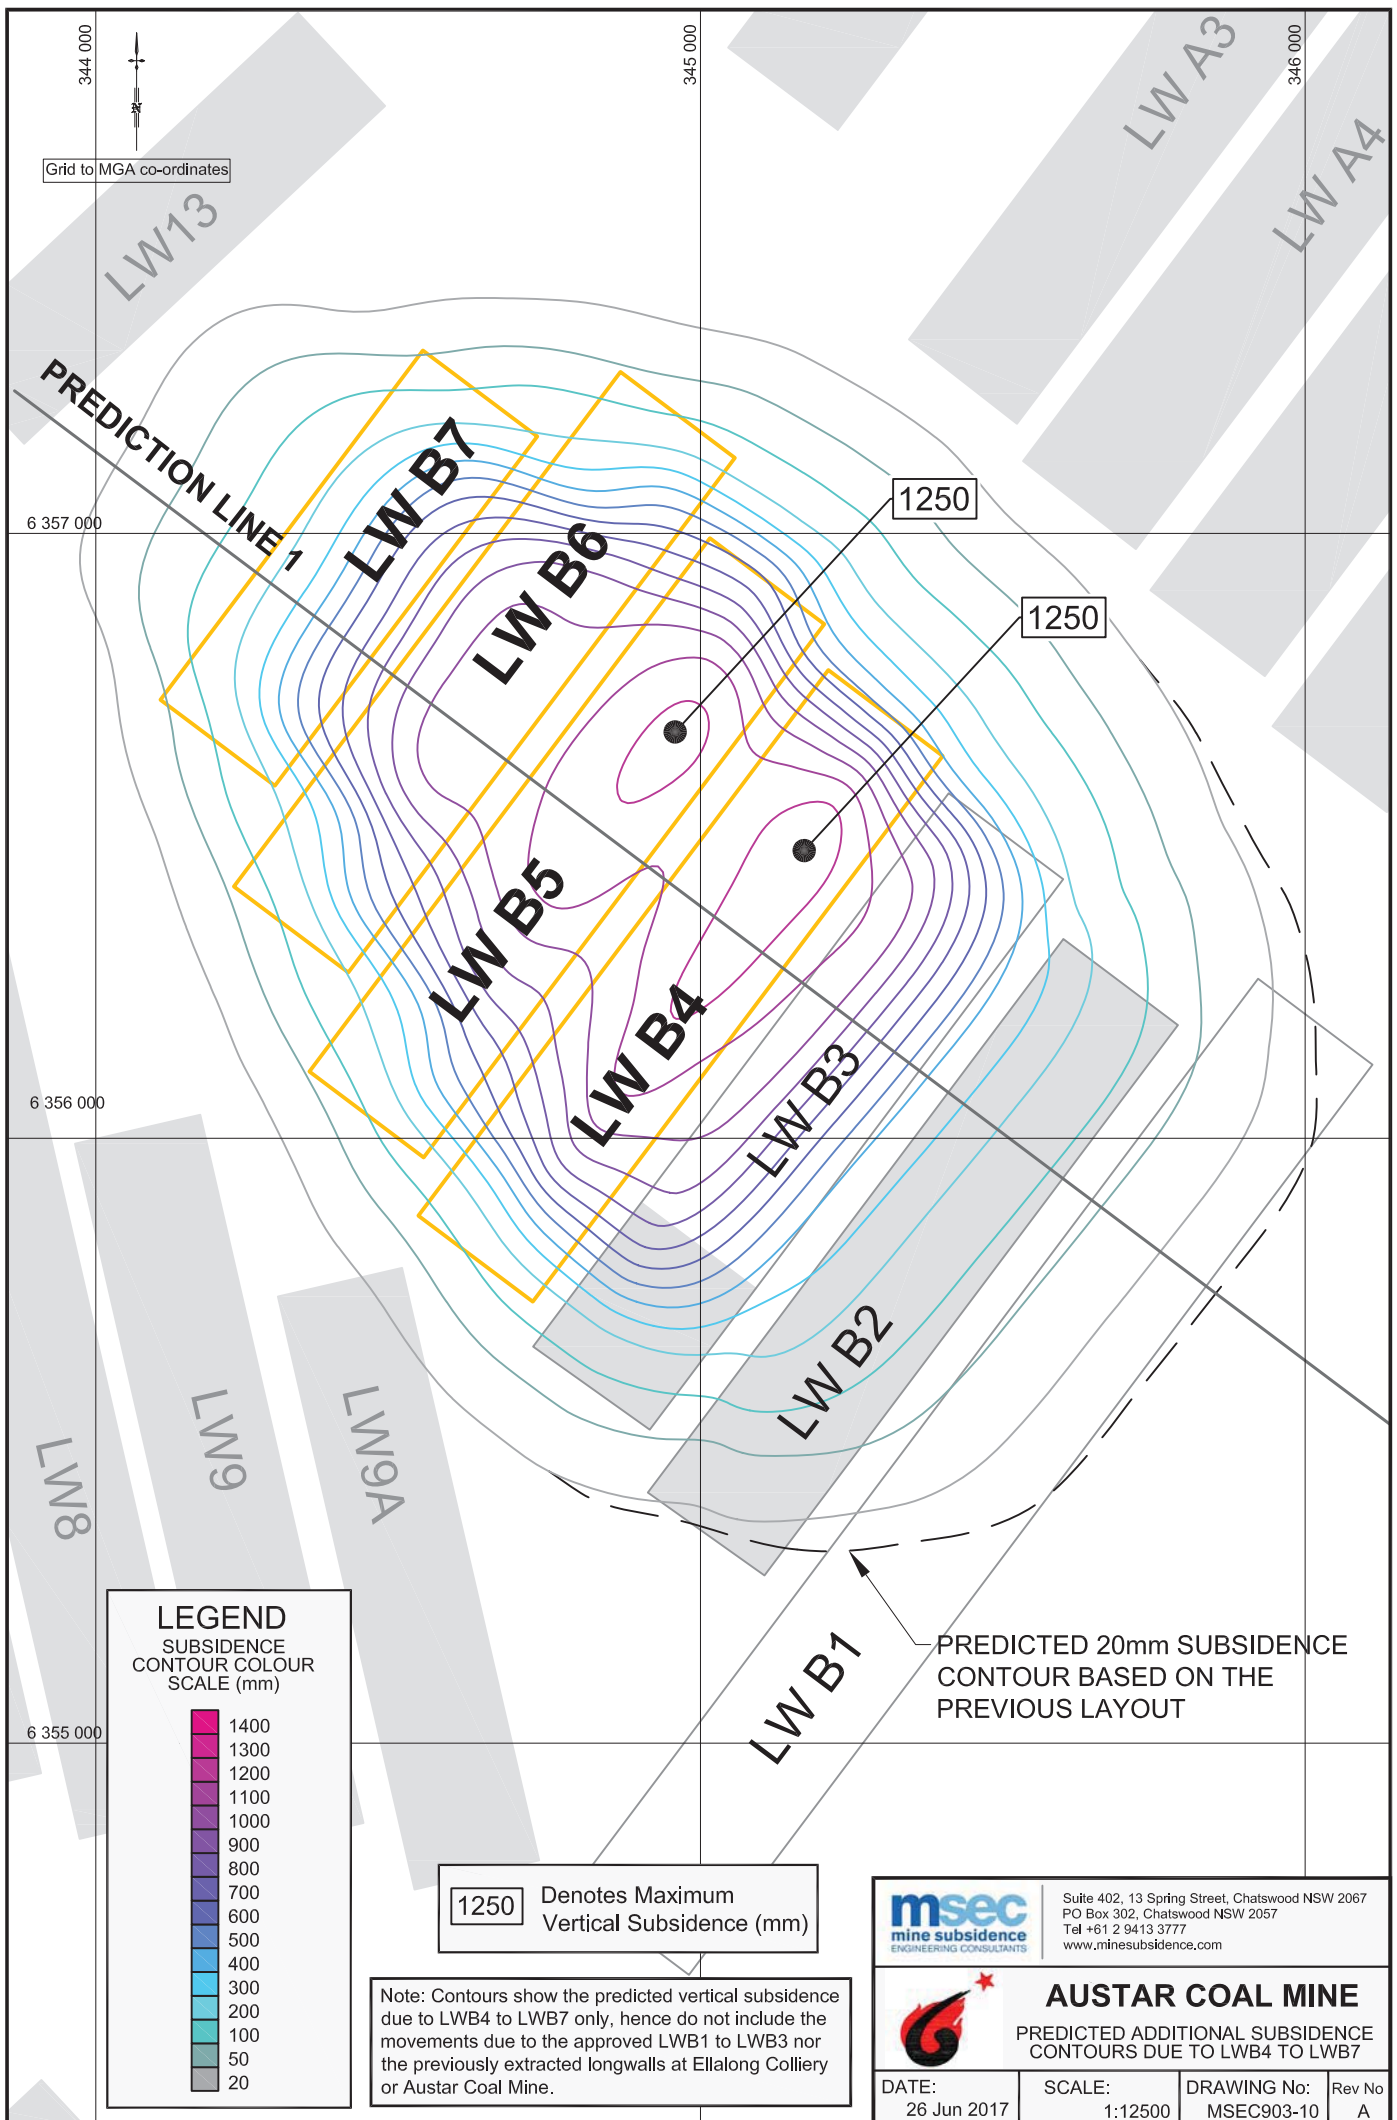 344 000
345 000
346 000
N
Grid to MGA co-ordinates
LW A3
LW A4
LW13
PREDICTION LINE 1
LW B7
1250
6 357 000
LW B6
1250
LW B5
LW B4
LW B3
6 356 000
LW B2
LW9
LW9A
LW8
LW B1
PREDICTED 20mm SUBSIDENCE
CONTOUR BASED ON THE
PREVIOUS LAYOUT
6 355 000
LEGEND
SUBSIDENCE
CONTOUR COLOUR
SCALE (mm)
1400
1300
1200
1100
1000
900
800
700
600
500
400
300
200
100
50
20
1250 Denotes Maximum
Vertical Subsidence (mm)
Note: Contours show the predicted vertical subsidence
due to LWB4 to LWB7 only, hence do not include the
movements due to the approved LWB1 to LWB3 nor
the previously extracted longwalls at Ellalong Colliery
or Austar Coal Mine.
msec
mine subsidence
ENGINEERING CONSULTANTS
Suite 402, 13 Spring Street, Chatswood NSW 2067
PO Box 302, Chatswood NSW 2057
Tel +61 2 9413 3777
www.minesubsidence.com
AUSTAR COAL MINE
PREDICTED ADDITIONAL SUBSIDENCE
CONTOURS DUE TO LWB4 TO LWB7
DATE:
26 Jun 2017
SCALE:
1:12500
DRAWING No:
MSEC903-10
Rev No
A